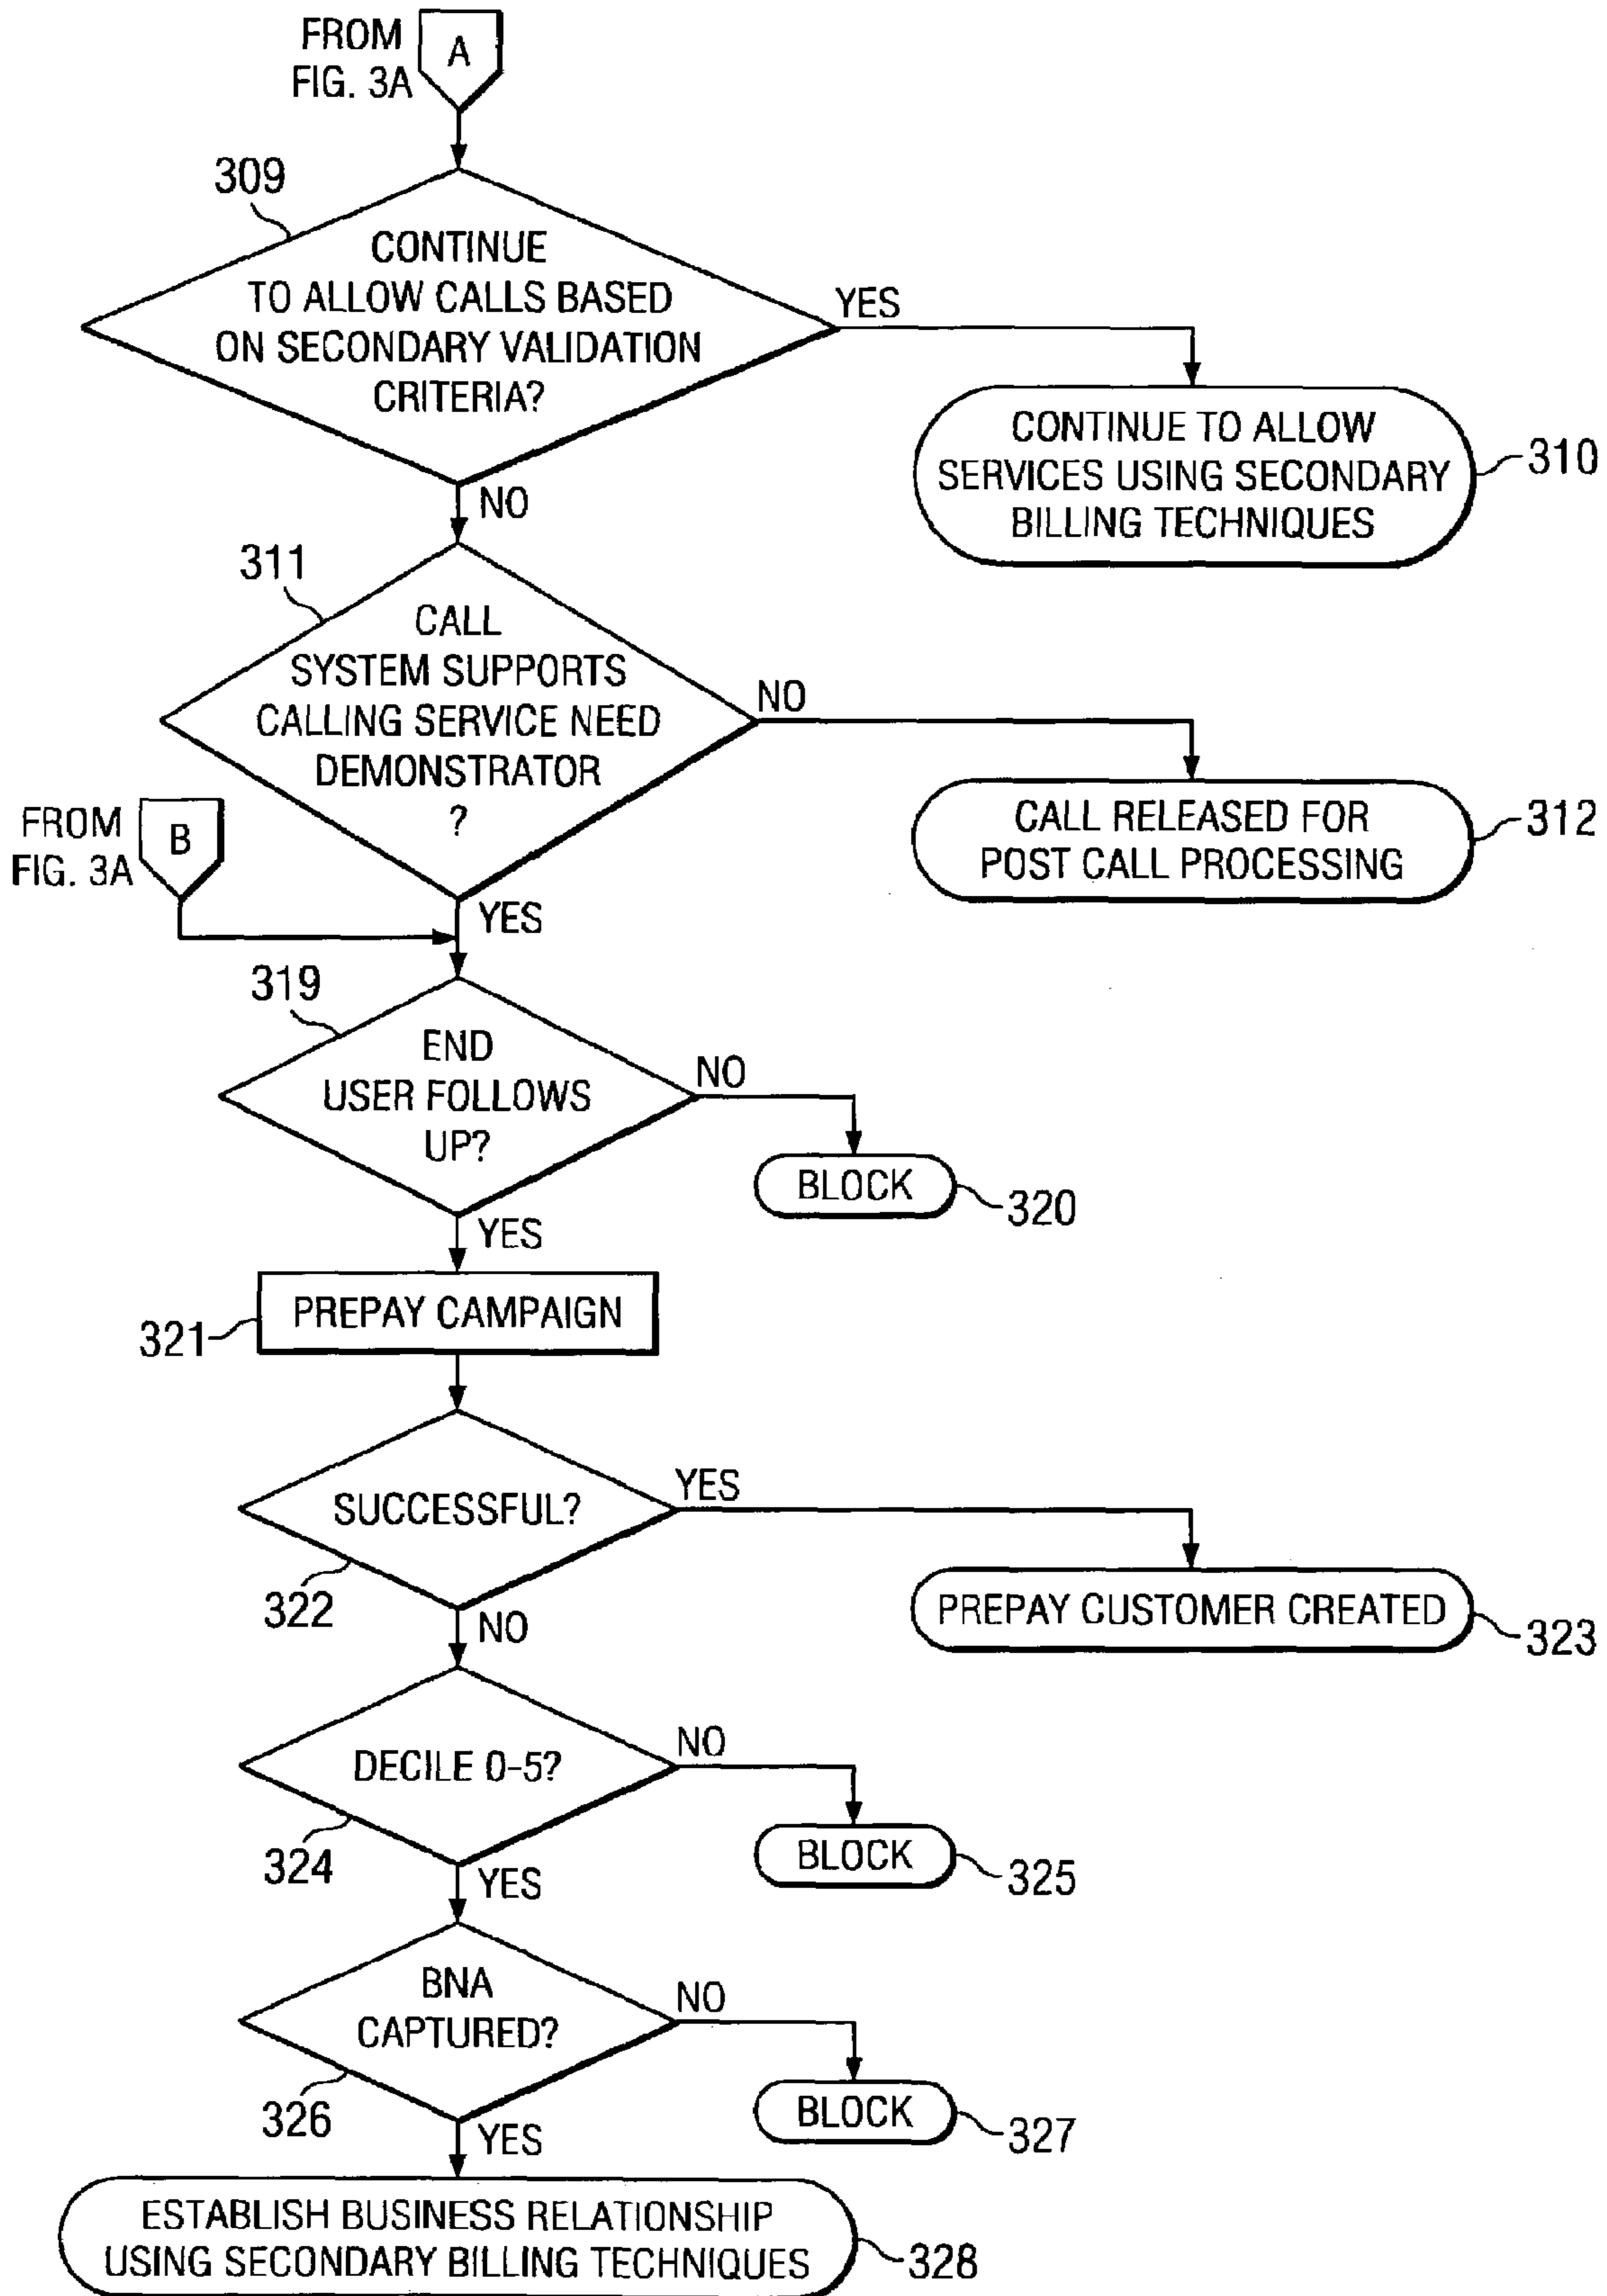 FROM
FIG. 3A
A
309
CONTINUE
TO ALLOW CALLS BASED
ON SECONDARY VALIDATION
CRITERIA?
YES
CONTINUE TO ALLOW
SERVICES USING SECONDARY
BILLING TECHNIQUES
310
NO
311
CALL
SYSTEM SUPPORTS
CALLING SERVICE NEED
DEMONSTRATOR
?
NO
CALL RELEASED FOR
POST CALL PROCESSING
312
FROM
FIG. 3A
B
YES
319
END
USER FOLLOWS
UP?
NO
BLOCK
320
YES
PREPAY CAMPAIGN
321
SUCCESSFUL?
YES
322
PREPAY CUSTOMER CREATED
323
NO
DECILE 0-5?
NO
324
BLOCK
325
YES
BNA
CAPTURED?
NO
326
BLOCK
327
YES
ESTABLISH BUSINESS RELATIONSHIP
USING SECONDARY BILLING TECHNIQUES
328